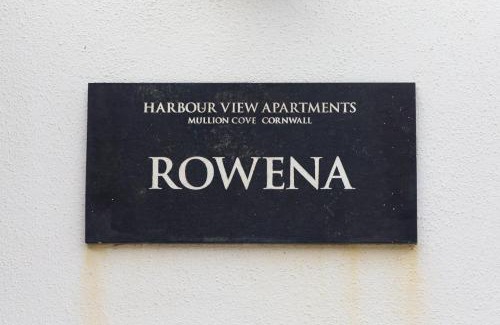 HARBOUR VIEW APARTMENTS
MULLION COVE CORNWALL
ROWENA